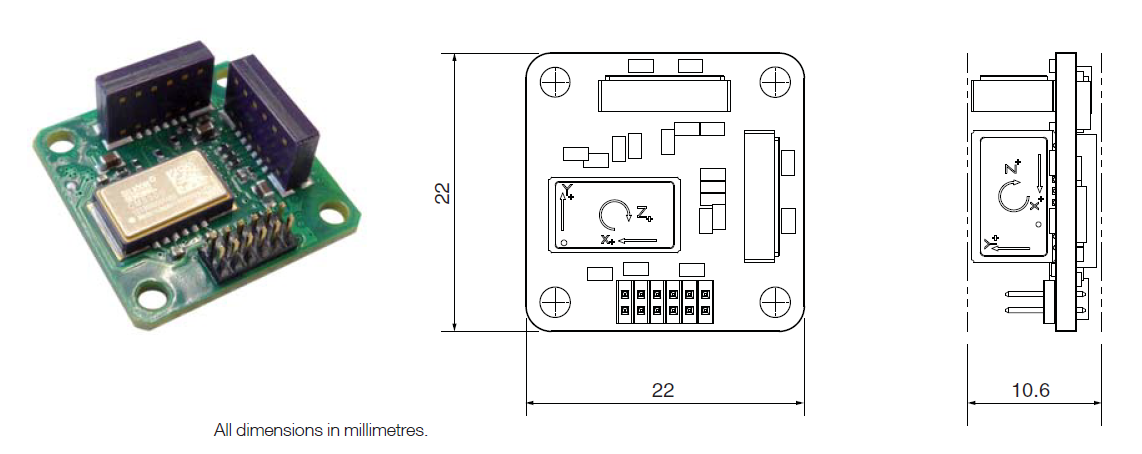 22
22
10.6
Y+
Z+
X+
Z+
X+
Y+
All dimensions in millimetres.